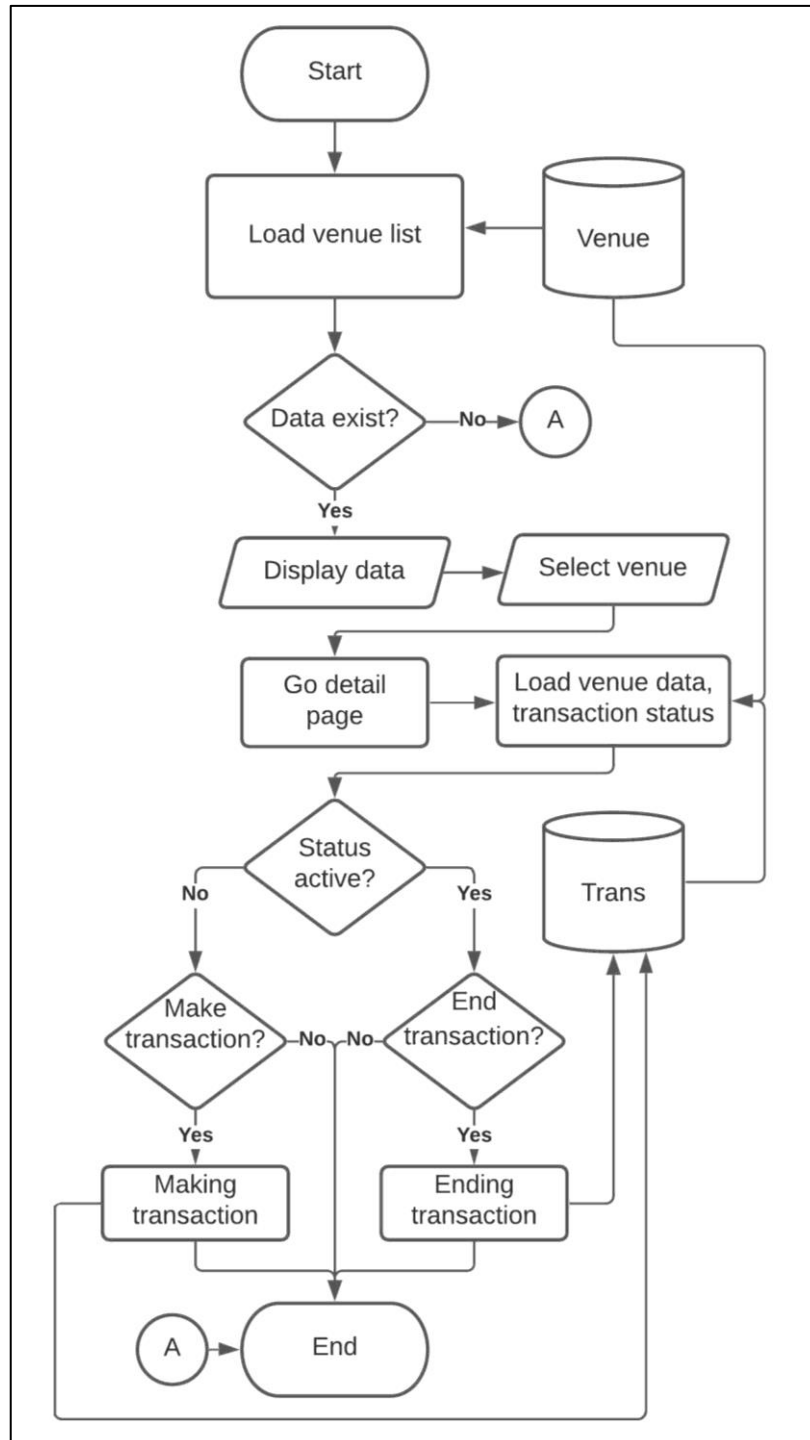 Start
Load venue list
Venue
Data exist?
No
A
Yes
Display data
Select venue
Go detail
page
Load venue data,
transaction status
Status
active?
No
Yes
Trans
Make
transaction?
No
No
End
transaction?
Yes
Yes
Making
transaction
Ending
transaction
A
End